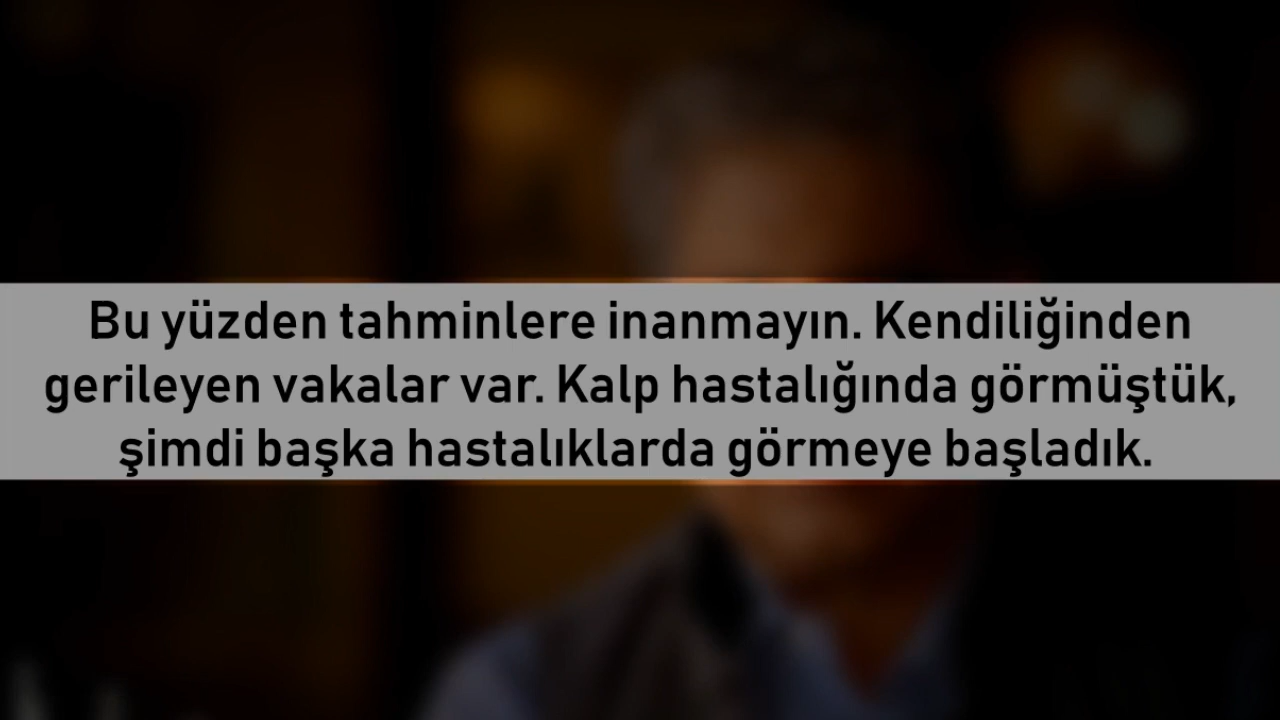 Bu yüzden tahminlere inanmayın. Kendiliğinden
gerileyen vakalar var. Kalp hastalığında görmüştük,
şimdi başka hastalıklarda görmeye başladık.